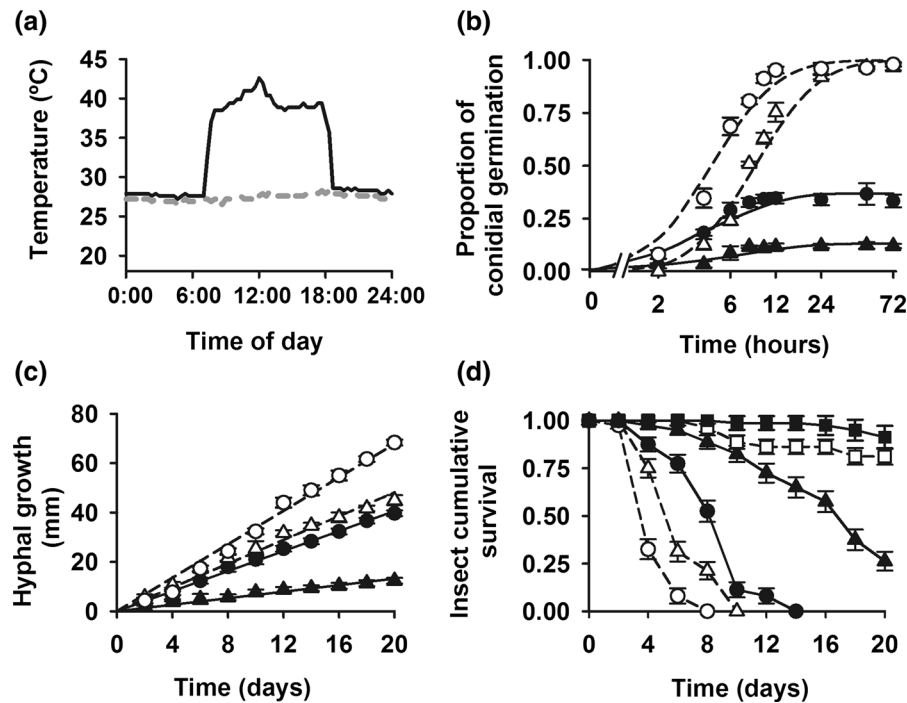 (a)
Temperature (ºC)
45
40
35
30
25
20
0:00 6:00 12:00 18:00 24:00
Time of day
(b)
Proportion of
conidial germination
1.00
0.75
0.50
0.25
0.00
0 2 6 12 24 72
Time (hours)
(c)
Hyphal growth
(mm)
80
60
40
20
0
0 4 8 12 16 20
Time (days)
(d)
Insect cumulative
survival
1.00
0.75
0.50
0.25
0.00
0 4 8 12 16 20
Time (days)